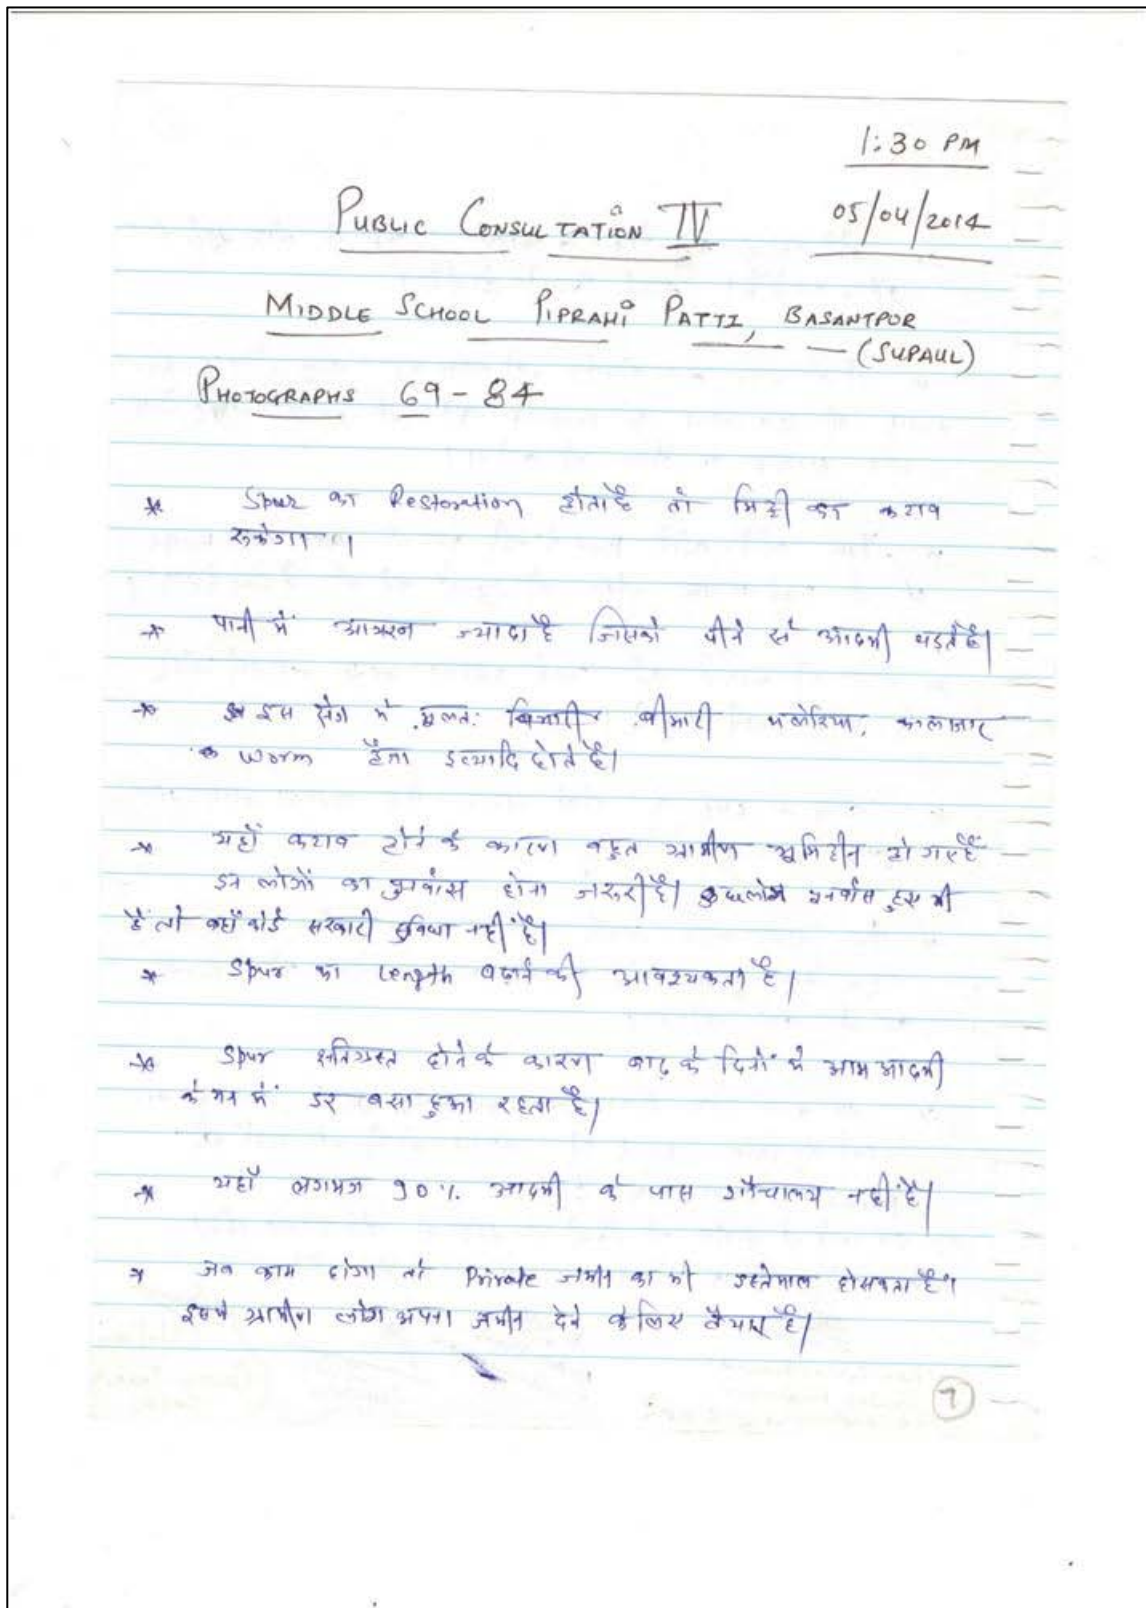 1:30 PM
PUBLIC CONSULTATION IV 05/04/2014
MIDDLE SCHOOL PIPRAHI PATTI, BASANTPUR
— (SUPAUL)
PHOTOGRAPHS 69 - 84
* Spur का Restoration होता है तो मिट्टी का कटाव
रूकेगा ।
* पानी में आयरन ज्यादा है जिसको पीने से आदमी पड़ते है।
* इस क्षेत्र में मूलतः बीमारी मलेरिया, कालाजार
worm हैजा इत्यादि होते है।
* यहाँ कटाव होने के कारण बहुत ग्रामीण भूमिहीन हो गए हैं
इन लोगों का पुनर्वास होना जरूरी है। कुछ लोग पुनर्वास हुए भी
है तो वहाँ कोई सरकारी सुविधा नहीं है।
* Spur का Length बढ़ाने की आवश्यकता है।
* Spur क्षतिग्रस्त होने के कारण बाढ़ के दिनों में आम आदमी
के मन में डर बसा हुआ रहता है।
* यहाँ लगभग 90% आदमी के पास शौचालय नहीं है।
* जब काम होगा तो Private जमीन का भी इस्तेमाल हो सकता है।
इसमें ग्रामीण लोग अपना जमीन देने के लिए तैयार है।
7